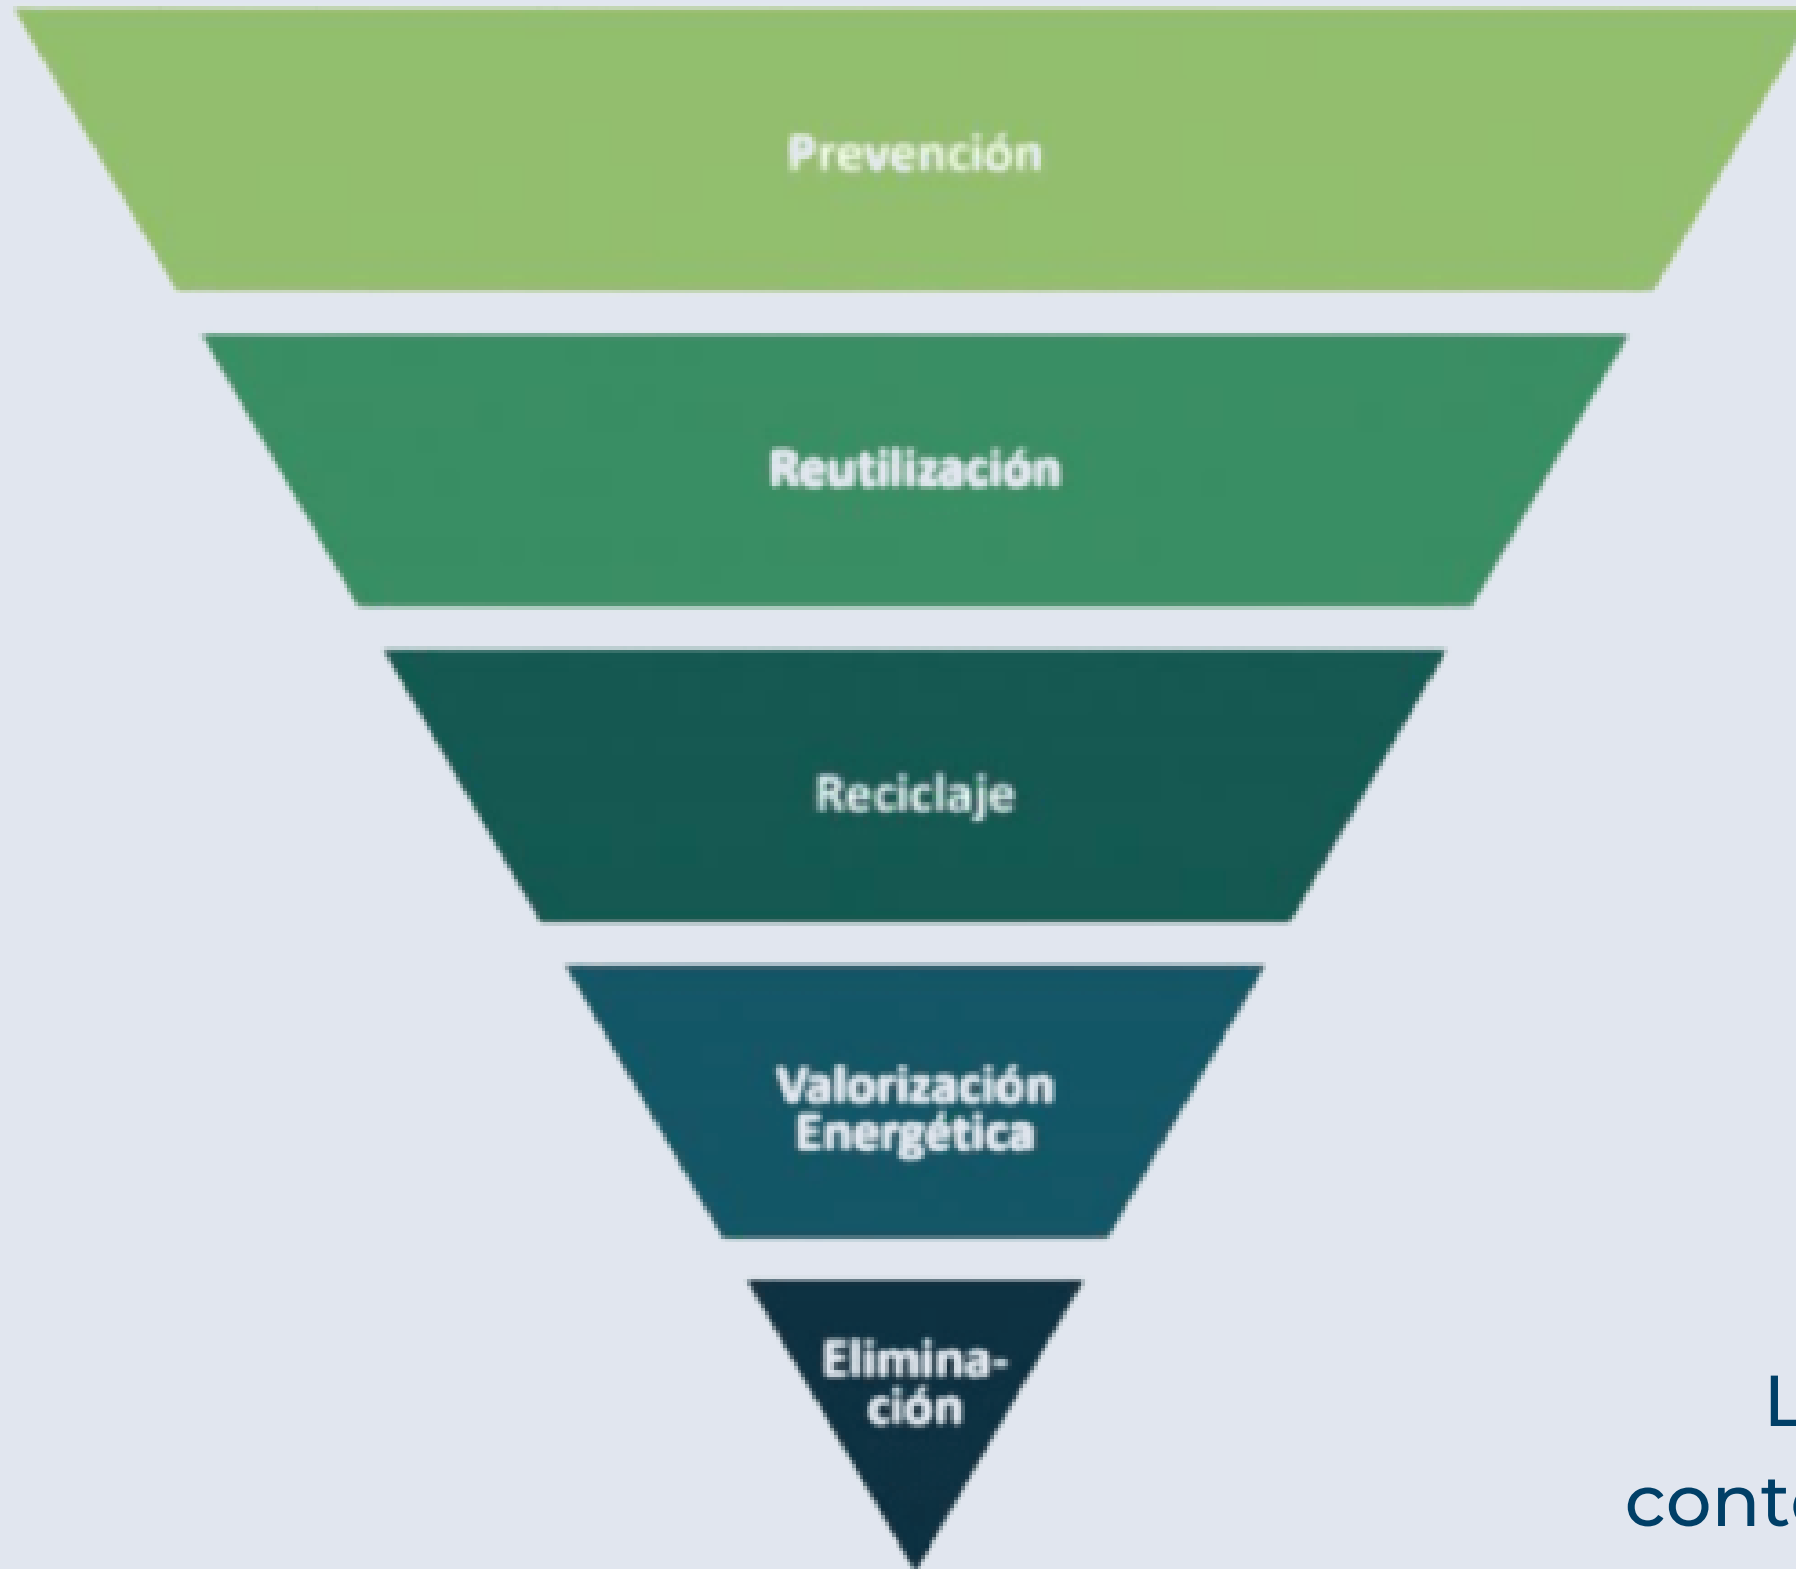 Prevención
Reutilización
Reciclaje
Valorización
Energética
Elimina-
ción